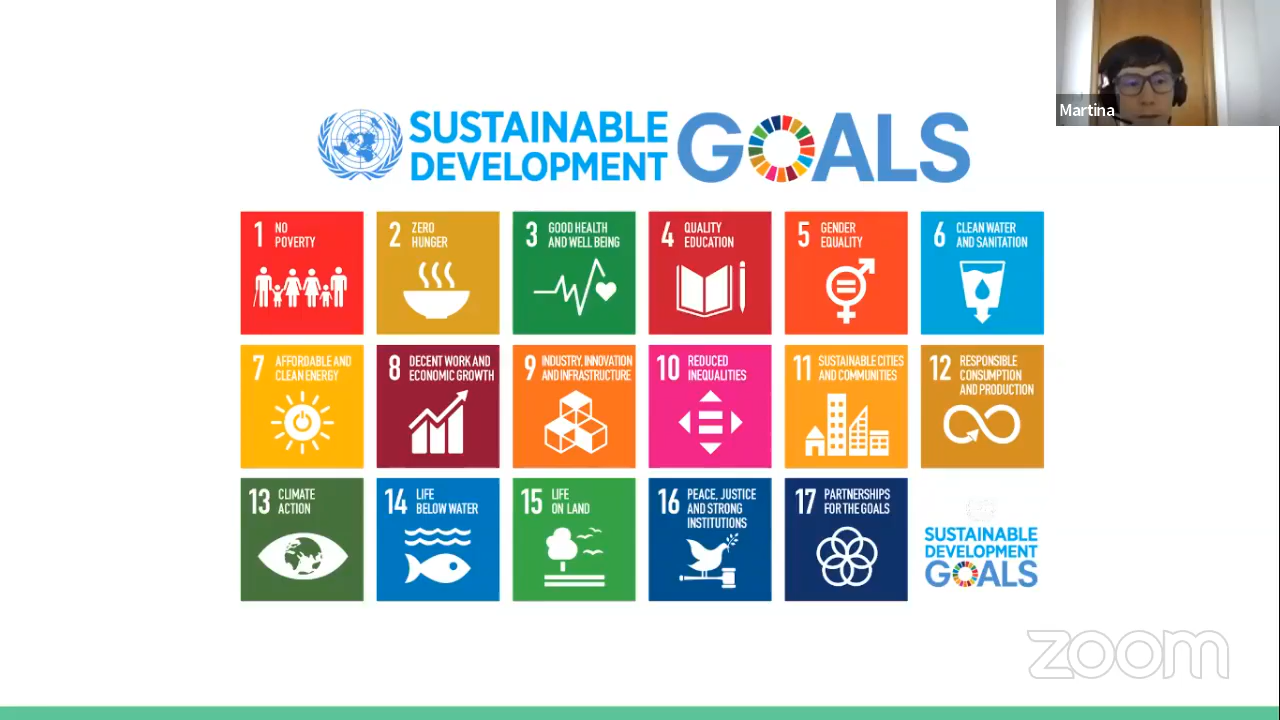 Martina
SUSTAINABLE
DEVELOPMENT
GOALS
1 NO
POVERTY
2 ZERO
HUNGER
3 GOOD HEALTH
AND WELL BEING
4 QUALITY
EDUCATION
5 GENDER
EQUALITY
6 CLEAN WATER
AND SANITATION
7 AFFORDABLE AND
CLEAN ENERGY
8 DECENT WORK AND
ECONOMIC GROWTH
9 INDUSTRY, INNOVATION
AND INFRASTRUCTURE
10 REDUCED
INEQUALITIES
11 SUSTAINABLE CITIES
AND COMMUNITIES
12 RESPONSIBLE
CONSUMPTION
AND PRODUCTION
13 CLIMATE
ACTION
14 LIFE
BELOW WATER
15 LIFE
ON LAND
16 PEACE, JUSTICE
AND STRONG
INSTITUTIONS
17 PARTNERSHIPS
FOR THE GOALS
SUSTAINABLE
DEVELOPMENT
GOALS
zoom